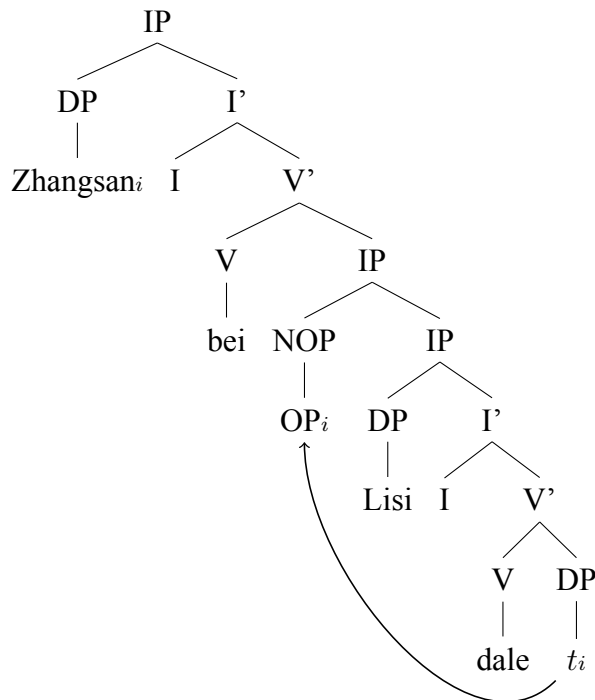 IP
DP I’
Zhangsani I V’
V IP
bei NOP IP
OPi DP I’
Lisi I V’
V DP
dale ti